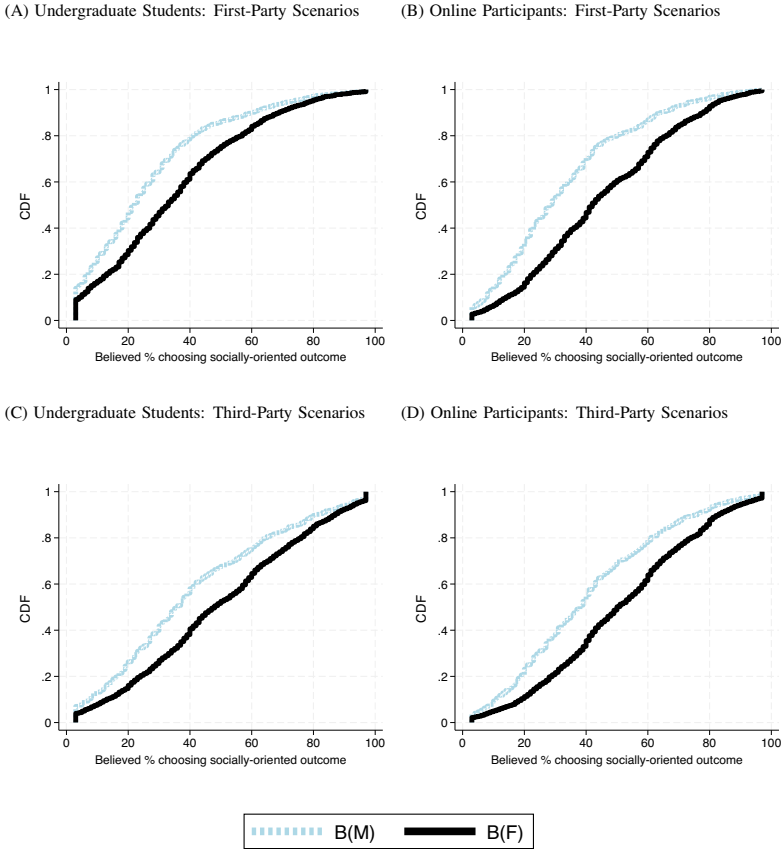 (A) Undergraduate Students: First-Party Scenarios
1
.8
.6
.4
.2
0
CDF
0 20 40 60 80 100
Believed % choosing socially-oriented outcome
(B) Online Participants: First-Party Scenarios
1
.8
.6
.4
.2
0
CDF
0 20 40 60 80 100
Believed % choosing socially-oriented outcome
(C) Undergraduate Students: Third-Party Scenarios
1
.8
.6
.4
.2
0
CDF
0 20 40 60 80 100
Believed % choosing socially-oriented outcome
(D) Online Participants: Third-Party Scenarios
1
.8
.6
.4
.2
0
CDF
0 20 40 60 80 100
Believed % choosing socially-oriented outcome
B(M) B(F)